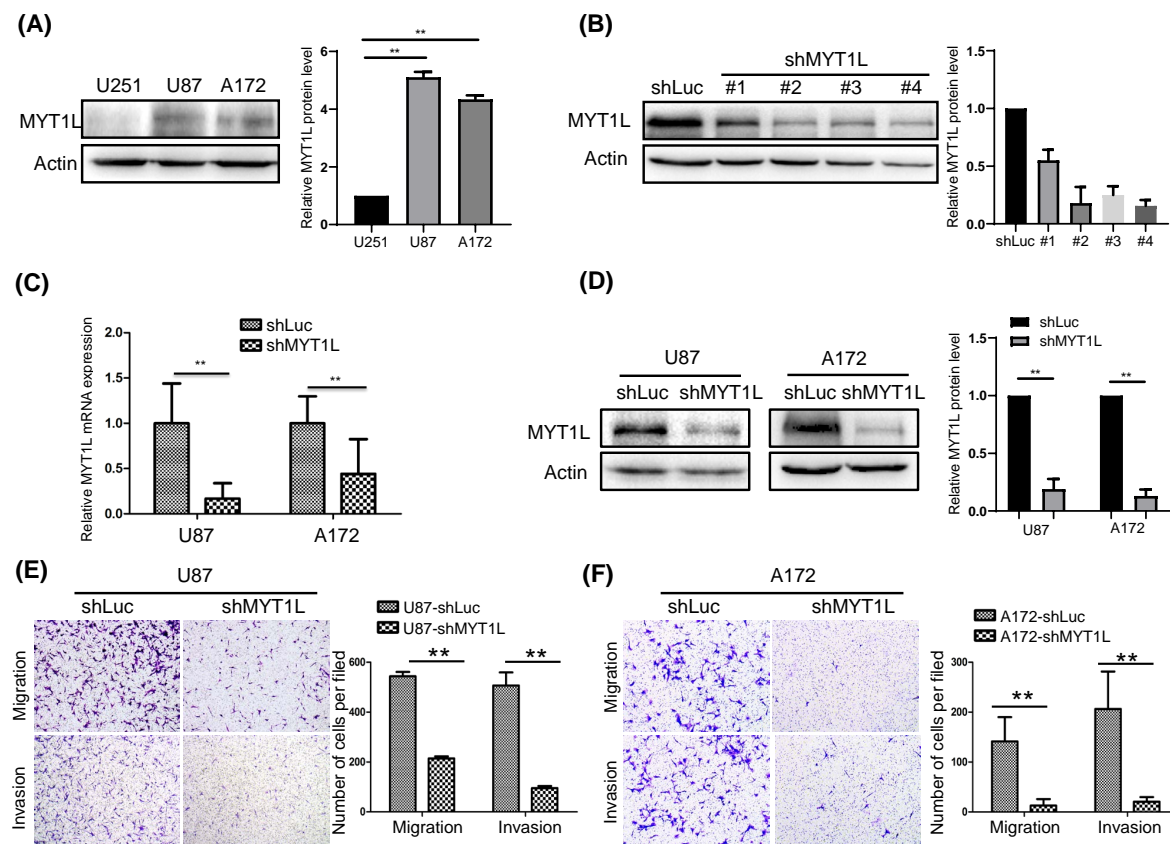 (A)
U251 U87 A172
MYT1L
Actin
Relative MYT1L protein level
6
4
2
0
** **
U251 U87 A172
(B)
shMYT1L
shLuc #1 #2 #3 #4
MYT1L
Actin
Relative MYT1L protein level
1.5
1.0
0.5
0.0
shLuc #1 #2 #3 #4
(C)
shLuc
shMYT1L
Relative MYT1L mRNA expression
2.0
1.5
1.0
0.5
0.0
** **
U87 A172
(D)
U87 A172
shLuc shMYT1L shLuc shMYT1L
MYT1L
Actin
shLuc
shMYT1L
Relative MYT1L protein level
1.5
1.0
0.5
0.0
** **
U87 A172
(E)
U87
shLuc shMYT1L
Migration
Invasion
U87-shLuc
U87-shMYT1L
Number of cells per filed
600
400
200
0
** **
Migration Invasion
(F)
A172
shLuc shMYT1L
Migration
Invasion
A172-shLuc
A172-shMYT1L
Number of cells per filed
300
200
100
0
** **
Migration Invasion